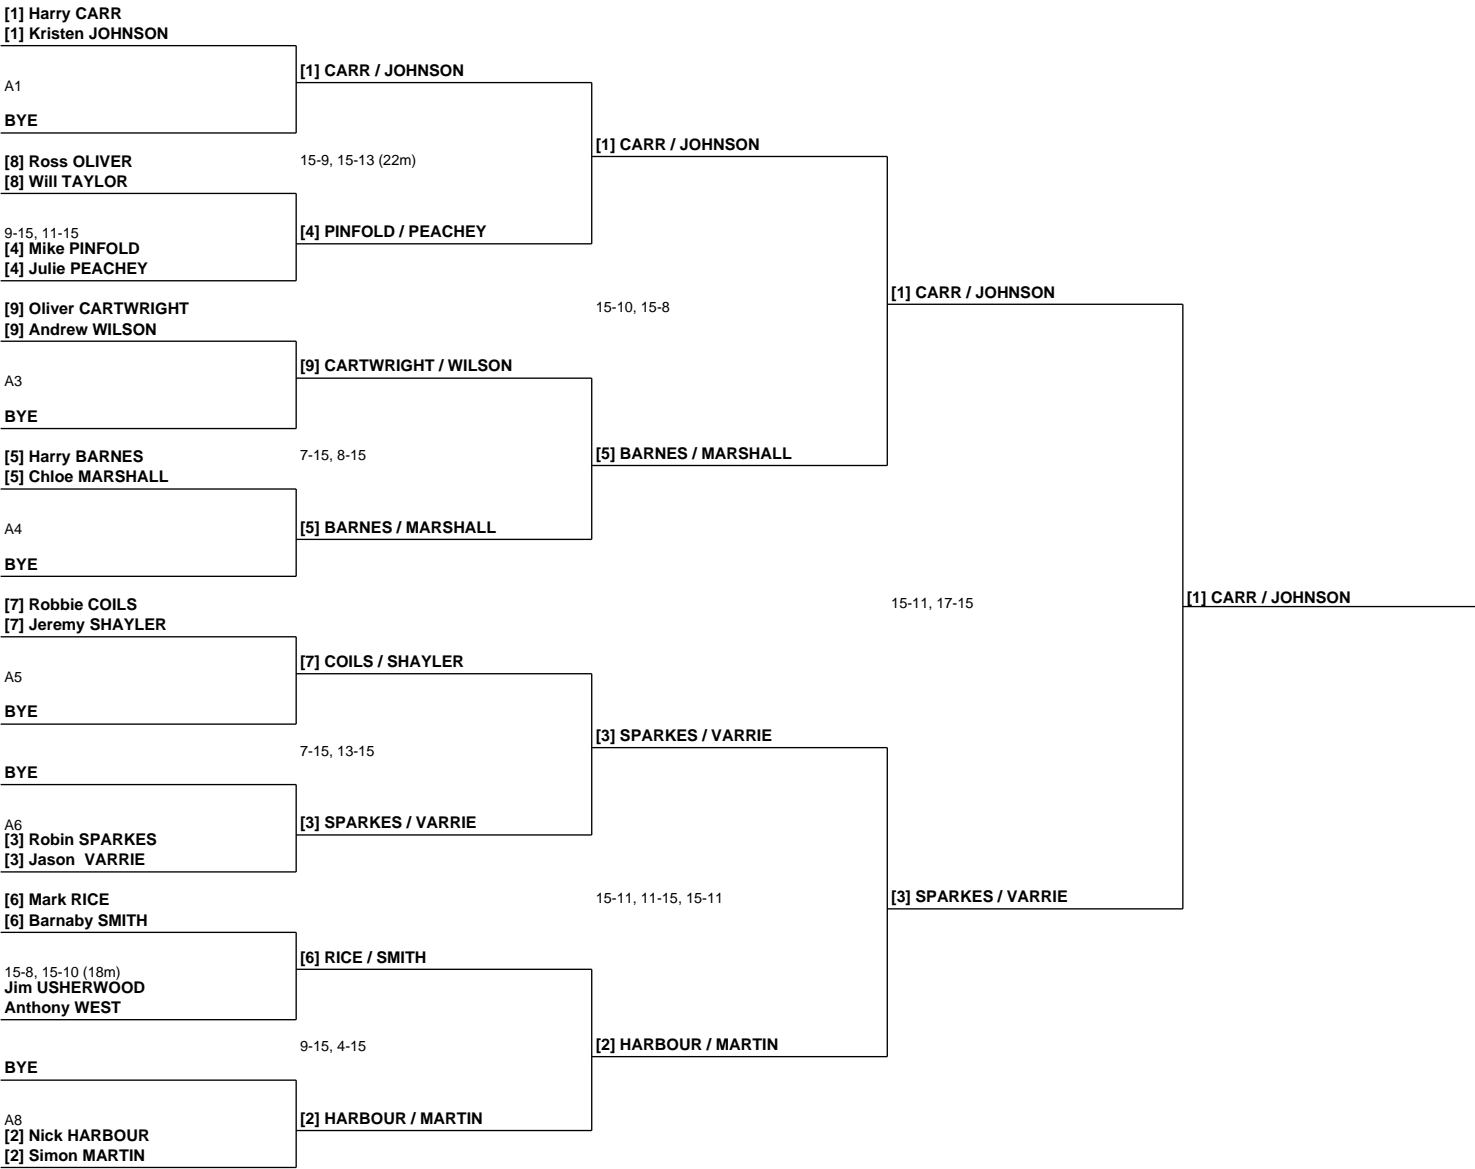 [1] Harry CARR
[1] Kristen JOHNSON
A1
BYE
[8] Ross OLIVER
[8] Will TAYLOR
9-15, 11-15
[4] Mike PINFOLD
[4] Julie PEACHEY
[9] Oliver CARTWRIGHT
[9] Andrew WILSON
A3
BYE
[5] Harry BARNES
[5] Chloe MARSHALL
A4
BYE
[7] Robbie COILS
[7] Jeremy SHAYLER
A5
BYE
BYE
A6
[3] Robin SPARKES
[3] Jason  VARRIE
[6] Mark RICE
[6] Barnaby SMITH
15-8, 15-10 (18m)
Jim USHERWOOD
Anthony WEST
BYE
A8
[2] Nick HARBOUR
[2] Simon MARTIN
[1] CARR / JOHNSON
15-9, 15-13 (22m)
[4] PINFOLD / PEACHEY
[9] CARTWRIGHT / WILSON
7-15, 8-15
[5] BARNES / MARSHALL
[7] COILS / SHAYLER
7-15, 13-15
[3] SPARKES / VARRIE
[6] RICE / SMITH
9-15, 4-15
[2] HARBOUR / MARTIN
[1] CARR / JOHNSON
15-10, 15-8
[5] BARNES / MARSHALL
[3] SPARKES / VARRIE
15-11, 11-15, 15-11
[2] HARBOUR / MARTIN
[1] CARR / JOHNSON
15-11, 17-15
[3] SPARKES / VARRIE
[1] CARR / JOHNSON